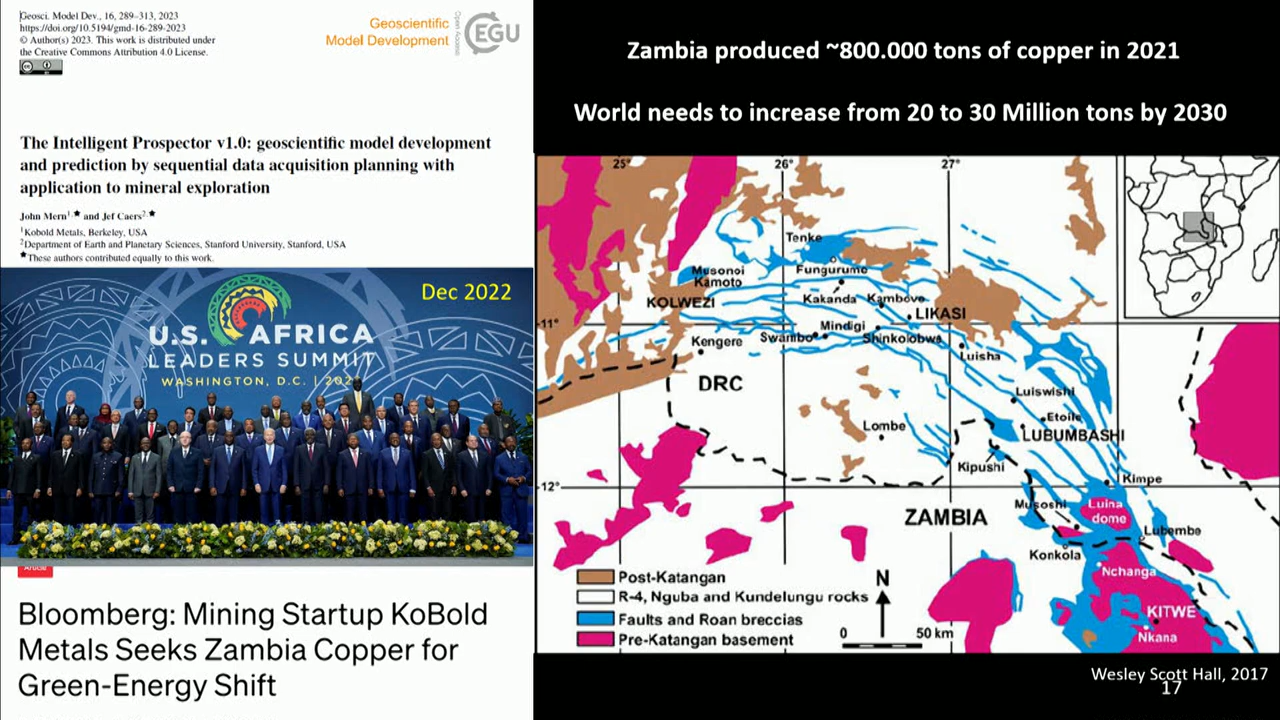 Geosci. Model Dev., 16, 289–313, 2023
https://doi.org/10.5194/gmd-16-289-2023
© Author(s) 2023. This work is distributed under
the Creative Commons Attribution 4.0 License.
Geoscientific
Model Development
Open Access
EGU
The Intelligent Prospector v1.0: geoscientific model development
and prediction by sequential data acquisition planning with
application to mineral exploration
John Mern1,★ and Jef Caers2,★
1Kobold Metals, Berkeley, USA
2Department of Earth and Planetary Sciences, Stanford University, Stanford, USA
★These authors contributed equally to this work.
Dec 2022
U.S. AFRICA
LEADERS SUMMIT
WASHINGTON, D.C. | 202
Article
Bloomberg: Mining Startup KoBold
Metals Seeks Zambia Copper for
Green-Energy Shift
Zambia produced ~800.000 tons of copper in 2021
World needs to increase from 20 to 30 Million tons by 2030
25°
26°
27°
Tenke
Fungurume
Musonoi
Kamoto
KOLWEZI
Kakanda
Kambove
LIKASI
11°
Mindigi
Swambo
Shinkolobwe
Kengere
Luisha
DRC
Luiswishi
Etoile
Lombe
LUBUMBASHI
Kipushi
Kimpe
12°
Musoshi
Luina
dome
ZAMBIA
Lubembe
Konkola
Nchanga
KITWE
Nkana
Post-Katangan
R-4, Nguba and Kundelungu rocks
Faults and Roan breccias
Pre-Katangan basement
N
0
50 km
Wesley Scott Hall, 2017
17